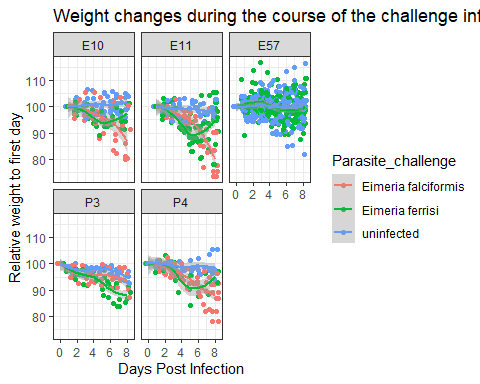 Weight changes during the course of the challenge inf
E10 E11 E57
110
100
90
80
0 2 4 6 8
P3 P4
110
100
90
80
0 2 4 6 8 0 2 4 6 8
Relative weight to first day
Days Post Infection
Parasite_challenge
Eimeria falciformis
Eimeria ferrisi
uninfected